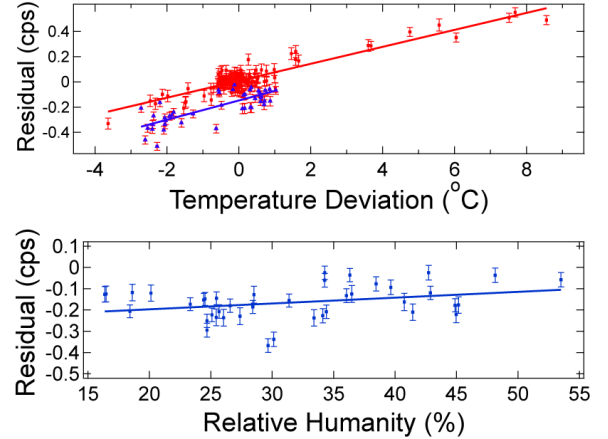 Residual (cps)
0.4
0.2
0
-0.2
-0.4
-4 -2 0 2 4 6 8
Temperature Deviation (°C)
Residual (cps)
0.1
0
-0.1
-0.2
-0.3
-0.4
-0.5
15 20 25 30 35 40 45 50 55
Relative Humanity (%)